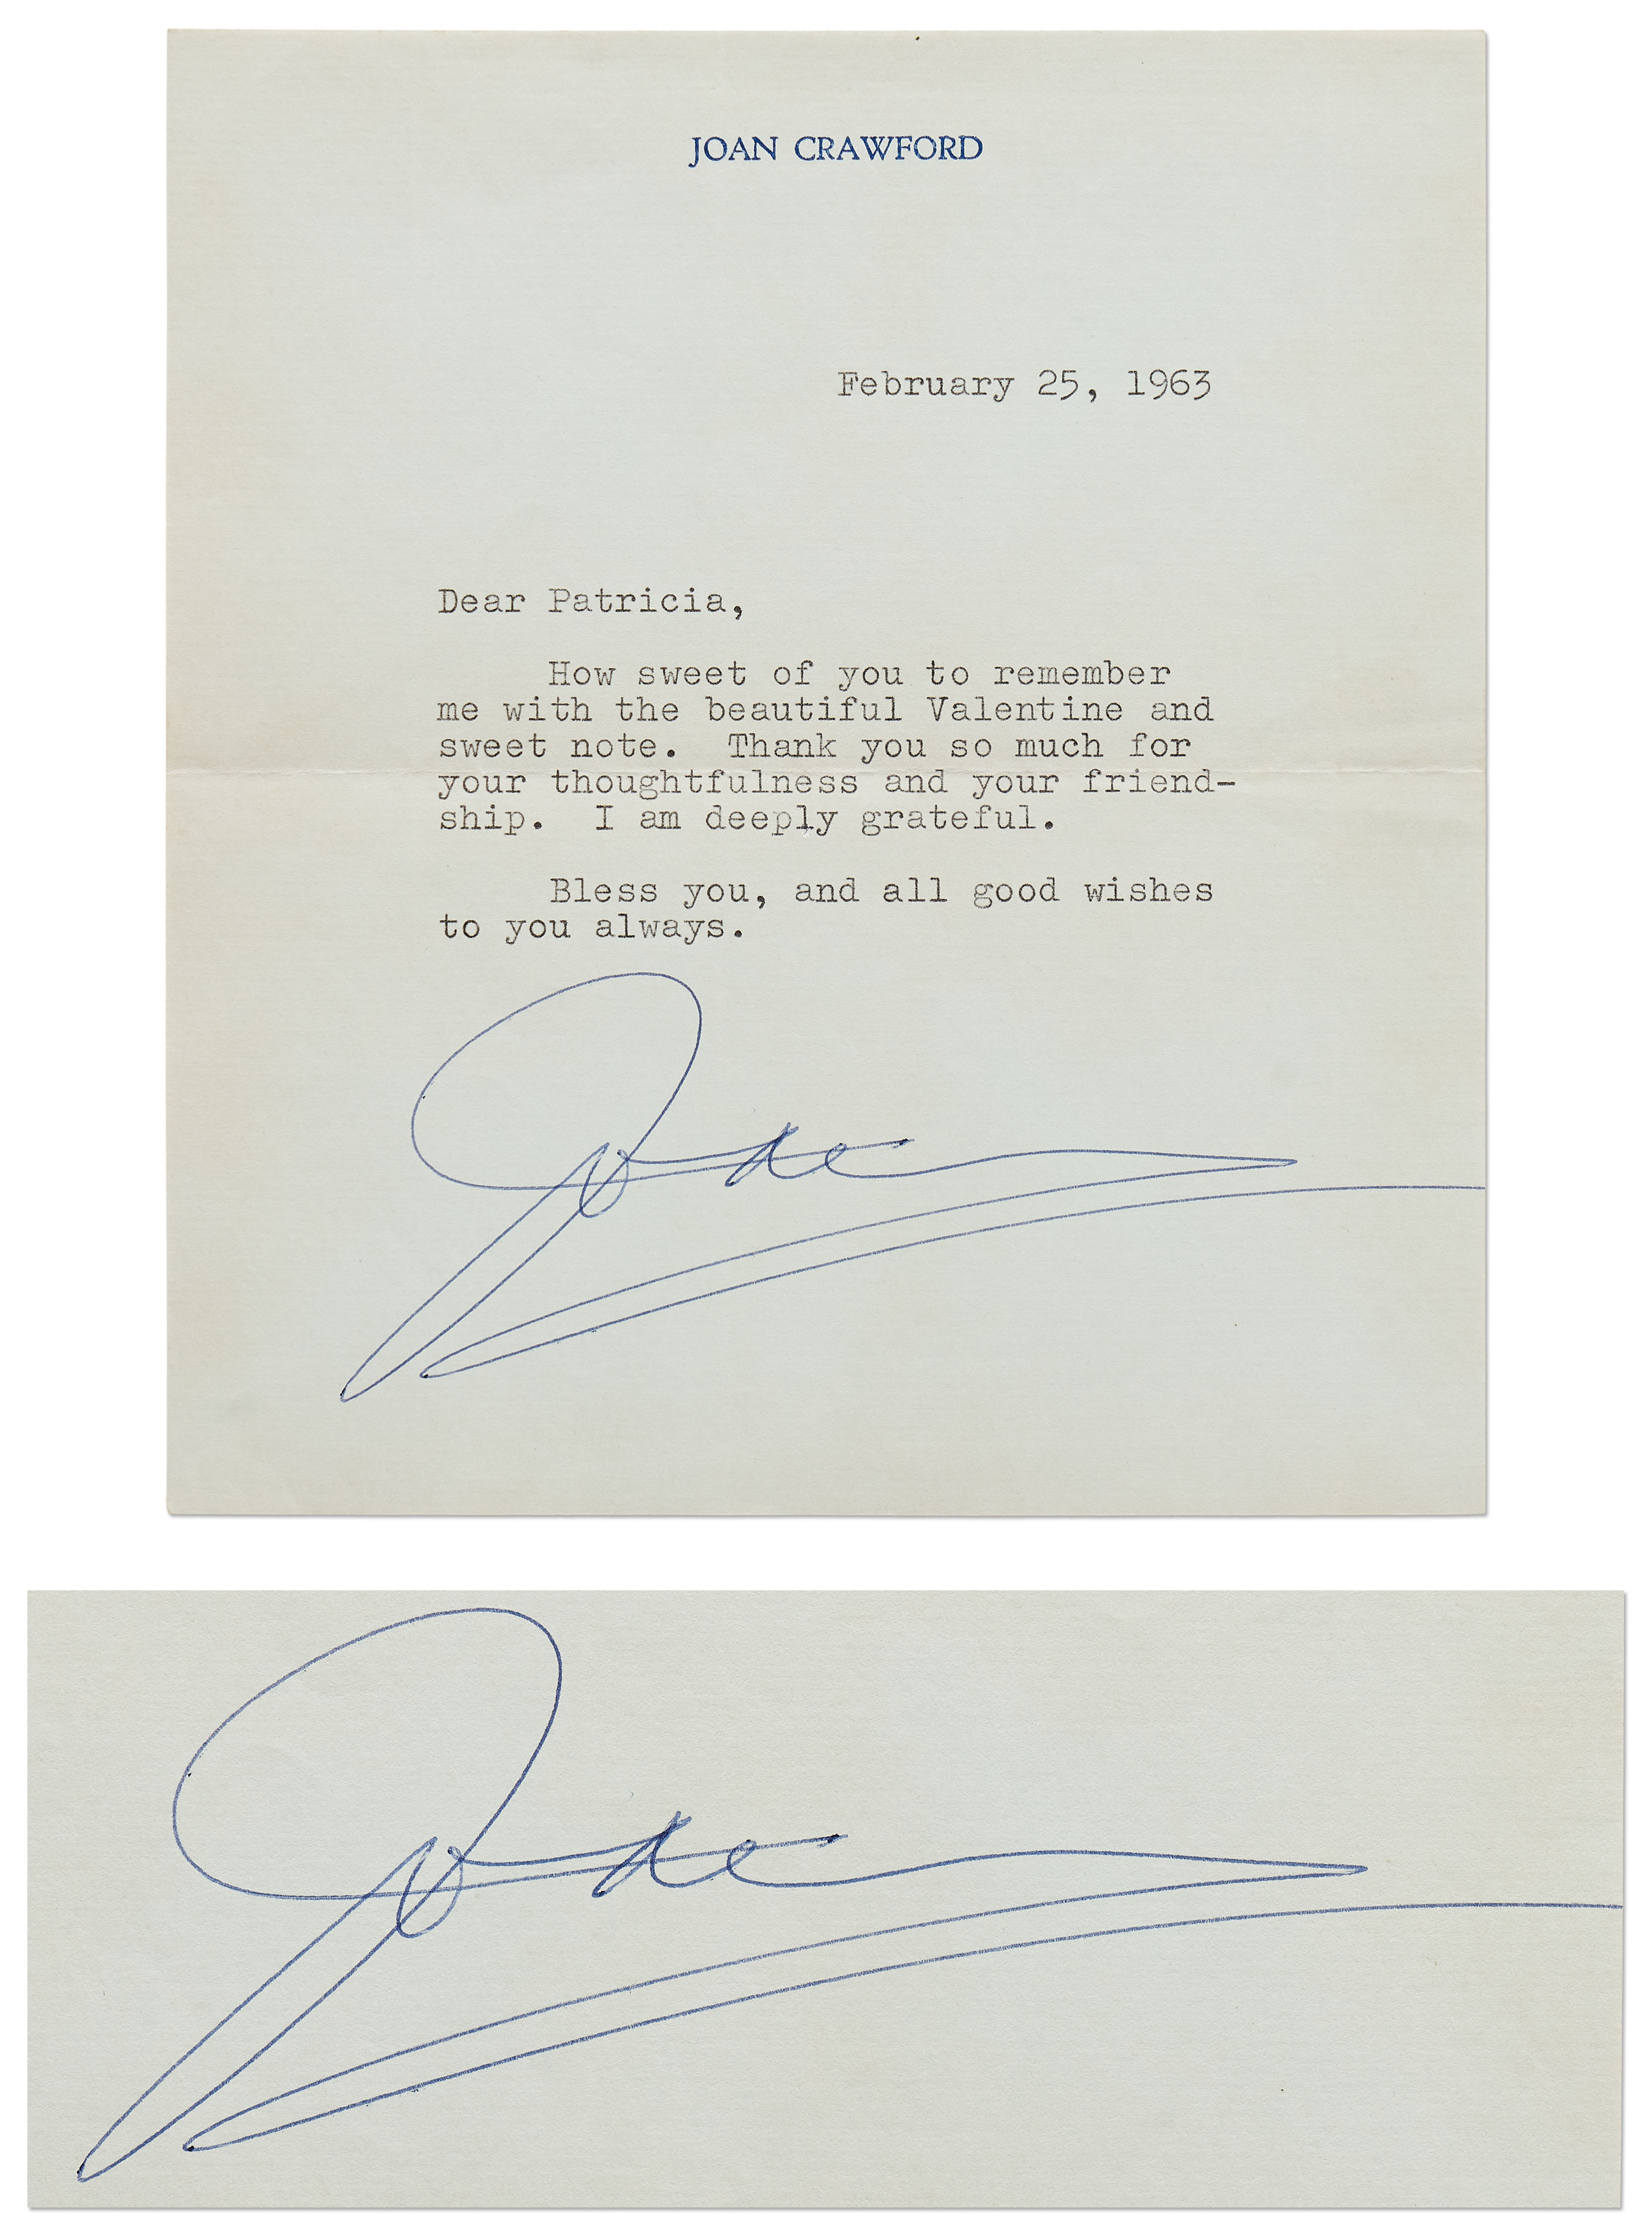 JOAN CRAWFORD
February 25, 1963
Dear Patricia,
How sweet of you to remember
me with the beautiful Valentine and
sweet note. Thank you so much for
your thoughtfulness and your friend-
ship. I am deeply grateful.
Bless you, and all good wishes
to you always.
Joan
Joan